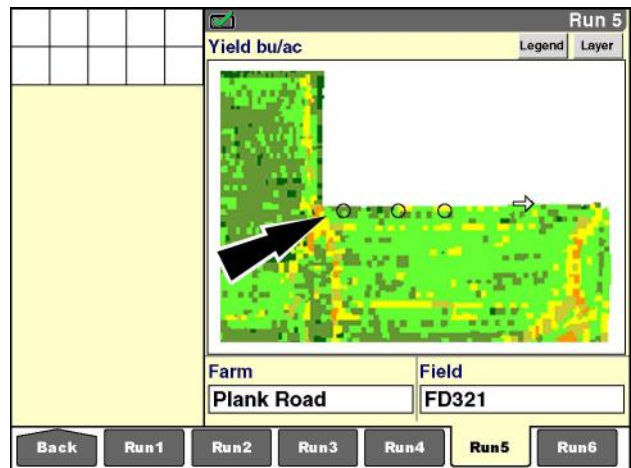 Run 5
Yield bu/ac Legend Layer
Farm Field
Plank Road FD321
Back Run1 Run2 Run3 Run4 Run5 Run6